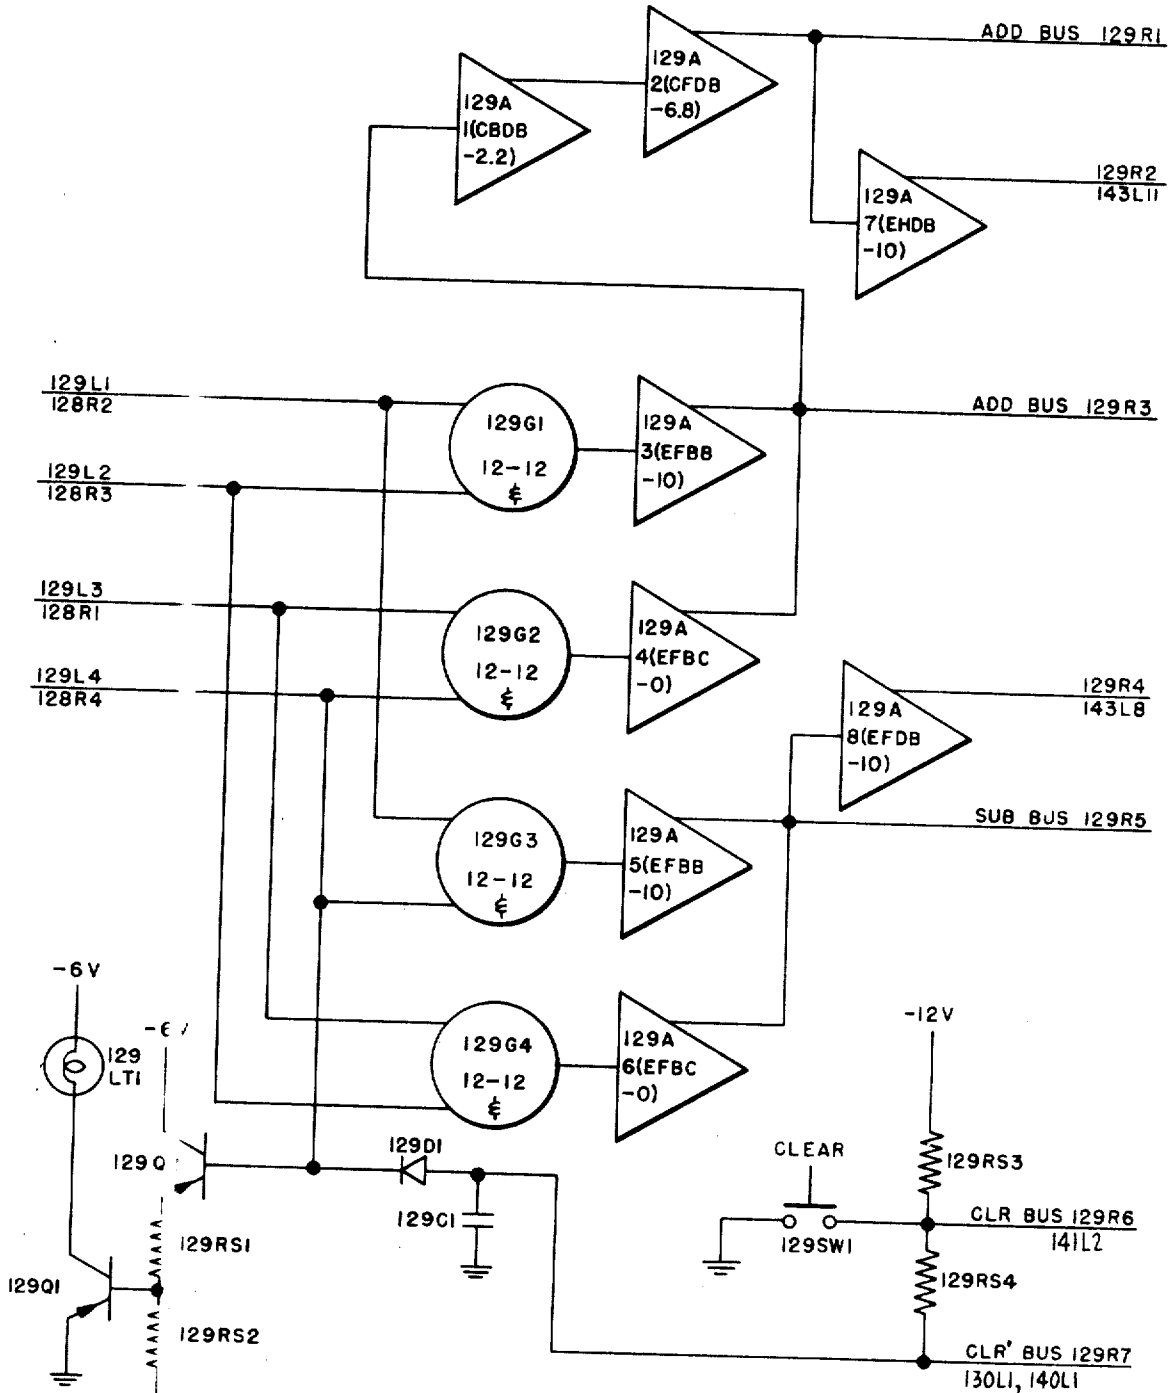 ADD BUS 129R1
129A
2(CFDB
-6.8)
129A
1(CBDB
-2.2)
129R2
143L11
129A
7(EHDB
-10)
129L1
128R2
129G1
12-12
&
129A
3(EFBB
-10)
ADD BUS 129R3
129L2
128R3
129L3
128R1
129G2
12-12
&
129A
4(EFBC
-0)
129L4
128R4
129R4
143L8
129A
8(EFDB
-10)
SUB BUS 129R5
129G3
12-12
&
129A
5(EFBB
-10)
-6V
129
LT1
129G4
12-12
&
129A
6(EFBC
-0)
-12V
129Q
129D1
CLEAR
129RS3
129C1
129SW1
CLR BUS 129R6
141L2
129RS1
129RS4
129Q1
129RS2
CLR' BUS 129R7
130L1, 140L1